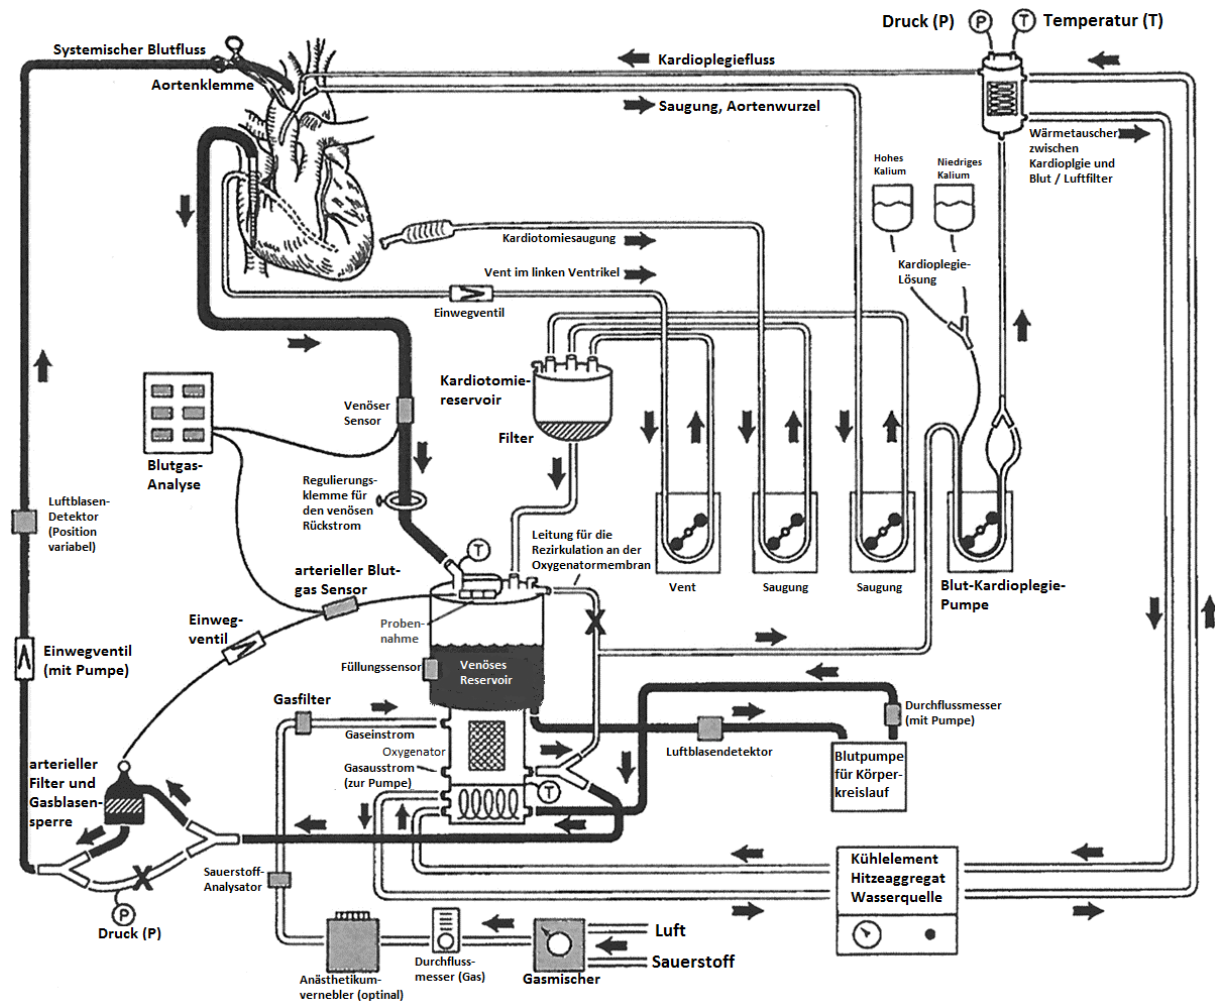 Druck (P)
P
T
Temperatur (T)
Systemischer Blutfluss
Aortenklemme
Kardioplegiefluss
Saugung, Aortenwurzel
Wärmetauscher
zwischen
Kardioplgie und
Blut / Luftfilter
Hohes
Kalium
Niedriges
Kalium
Kardiotomiesaugung
Vent im linken Ventrikel
Kardioplegie-
Lösung
Einwegventil
Kardiotomie-
reservoir
Filter
Venöser
Sensor
Blutgas-
Analyse
Regulierungs-
klemme für
den venösen
Rückstrom
Luftblasen-
Detektor
(Position
variabel)
Leitung für die
Rezirkulation an der
Oxygenatormembran
T
Vent
Saugung
Saugung
Blut-Kardioplegie-
Pumpe
arterieller Blut-
gas Sensor
Einweg-
ventil
Proben-
nahme
X
Einwegventil
(mit Pumpe)
Füllungssensor
Venöses
Reservoir
Gasfilter
Gaseinstrom
Oxygenator
Gasausstrom
(zur Pumpe)
T
Luftblasendetektor
Durchflussmesser
(mit Pumpe)
Blutpumpe
für Körper-
kreislauf
arterieller
Filter und
Gasblasen-
sperre
X
P
Druck (P)
Sauerstoff-
Analysator
Kühlelement
Hitzeaggregat
Wasserquelle
Anästhetikum-
vernebler (optinal)
Durchfluss-
messer (Gas)
Gasmischer
Luft
Sauerstoff